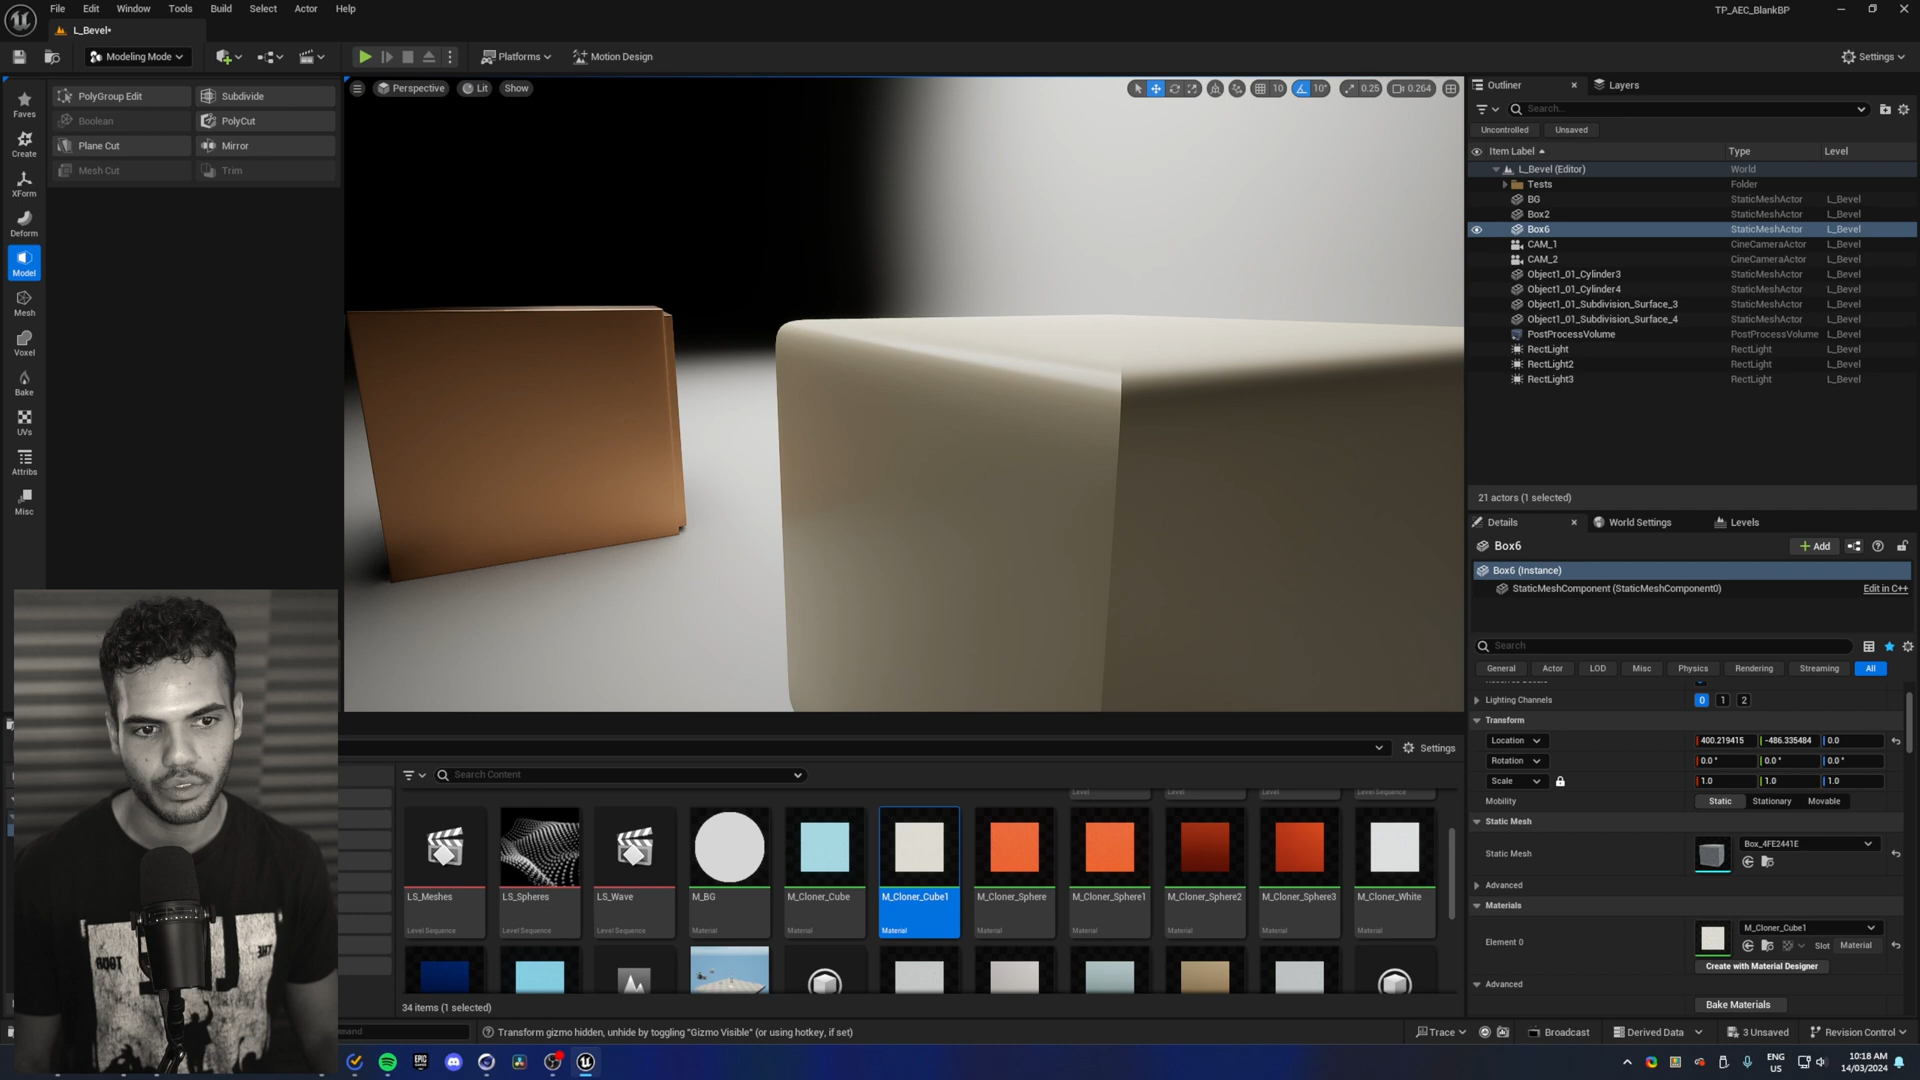 File Edit Window Tools Build Select Actor Help
TP_AEC_BlankBP
L_Bevel•
Modeling Mode
Platforms
Motion Design
Settings
Faves
Create
XForm
Deform
Model
Mesh
Voxel
Bake
UVs
Attribs
Misc
PolyGroup Edit
Subdivide
Boolean
PolyCut
Plane Cut
Mirror
Mesh Cut
Trim
Perspective
Lit
Show
10
10°
0.25
0.264
Outliner
Layers
Search...
Uncontrolled
Unsaved
Item Label Type Level
L_Bevel (Editor) World
Tests Folder
BG StaticMeshActor L_Bevel
Box2 StaticMeshActor L_Bevel
Box6 StaticMeshActor L_Bevel
CAM_1 CineCameraActor L_Bevel
CAM_2 CineCameraActor L_Bevel
Object1_01_Cylinder3 StaticMeshActor L_Bevel
Object1_01_Cylinder4 StaticMeshActor L_Bevel
Object1_01_Subdivision_Surface_3 StaticMeshActor L_Bevel
Object1_01_Subdivision_Surface_4 StaticMeshActor L_Bevel
PostProcessVolume PostProcessVolume L_Bevel
RectLight RectLight L_Bevel
RectLight2 RectLight L_Bevel
RectLight3 RectLight L_Bevel
21 actors (1 selected)
Details
World Settings
Levels
Box6
Add
Box6 (Instance)
StaticMeshComponent (StaticMeshComponent0)
Edit in C++
Search
General Actor LOD Misc Physics Rendering Streaming All
Lighting Channels 0 1 2
Transform
Location 400.219415 -486.335484 0.0
Rotation 0.0° 0.0° 0.0°
Scale 1.0 1.0 1.0
Mobility Static Stationary Movable
Static Mesh
Static Mesh Box_4FE2441E
Advanced
Materials
Element 0 M_Cloner_Cube1
Slot Material
Create with Material Designer
Advanced
Bake Materials
Settings
Search Content
Level Level Level Level Sequence
LS_Meshes LS_Spheres LS_Wave M_BG M_Cloner_Cube M_Cloner_Cube1 M_Cloner_Sphere M_Cloner_Sphere1 M_Cloner_Sphere2 M_Cloner_Sphere3 M_Cloner_White
Level Sequence Level Sequence Level Sequence Material Material Material Material Material Material Material Material
34 items (1 selected)
Transform gizmo hidden, unhide by toggling "Gizmo Visible" (or using hotkey, if set)
Trace
Broadcast
Derived Data
3 Unsaved
Revision Control
EPIC
ENG
US
10:18 AM
14/03/2024